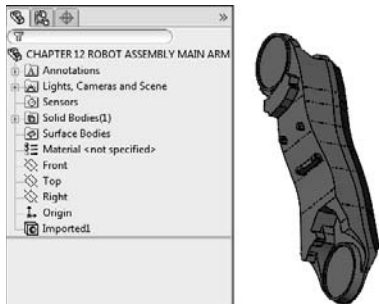 CHAPTER 12 ROBOT ASSEMBLY MAIN ARM
Annotations
Lights, Cameras and Scene
Sensors
Solid Bodies(1)
Surface Bodies
Material <not specified>
Front
Top
Right
Origin
Imported1